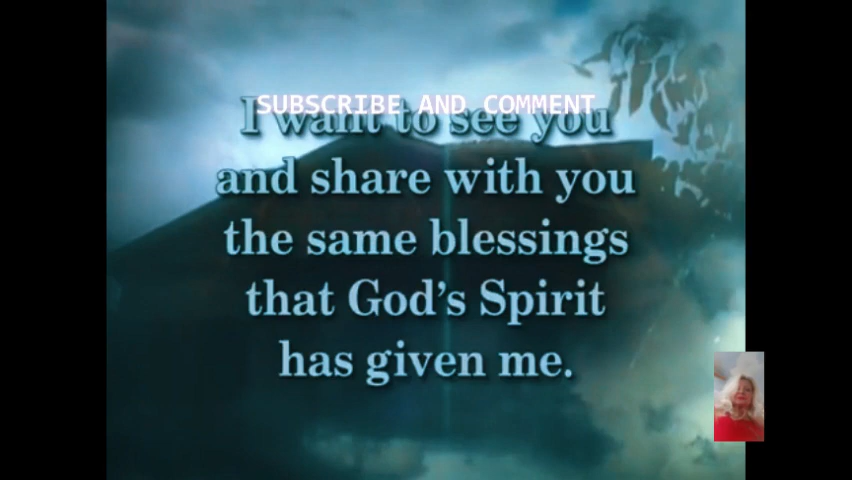 SUBSCRIBE AND COMMENT
I want to see you
and share with you
the same blessings
that God's Spirit
has given me.